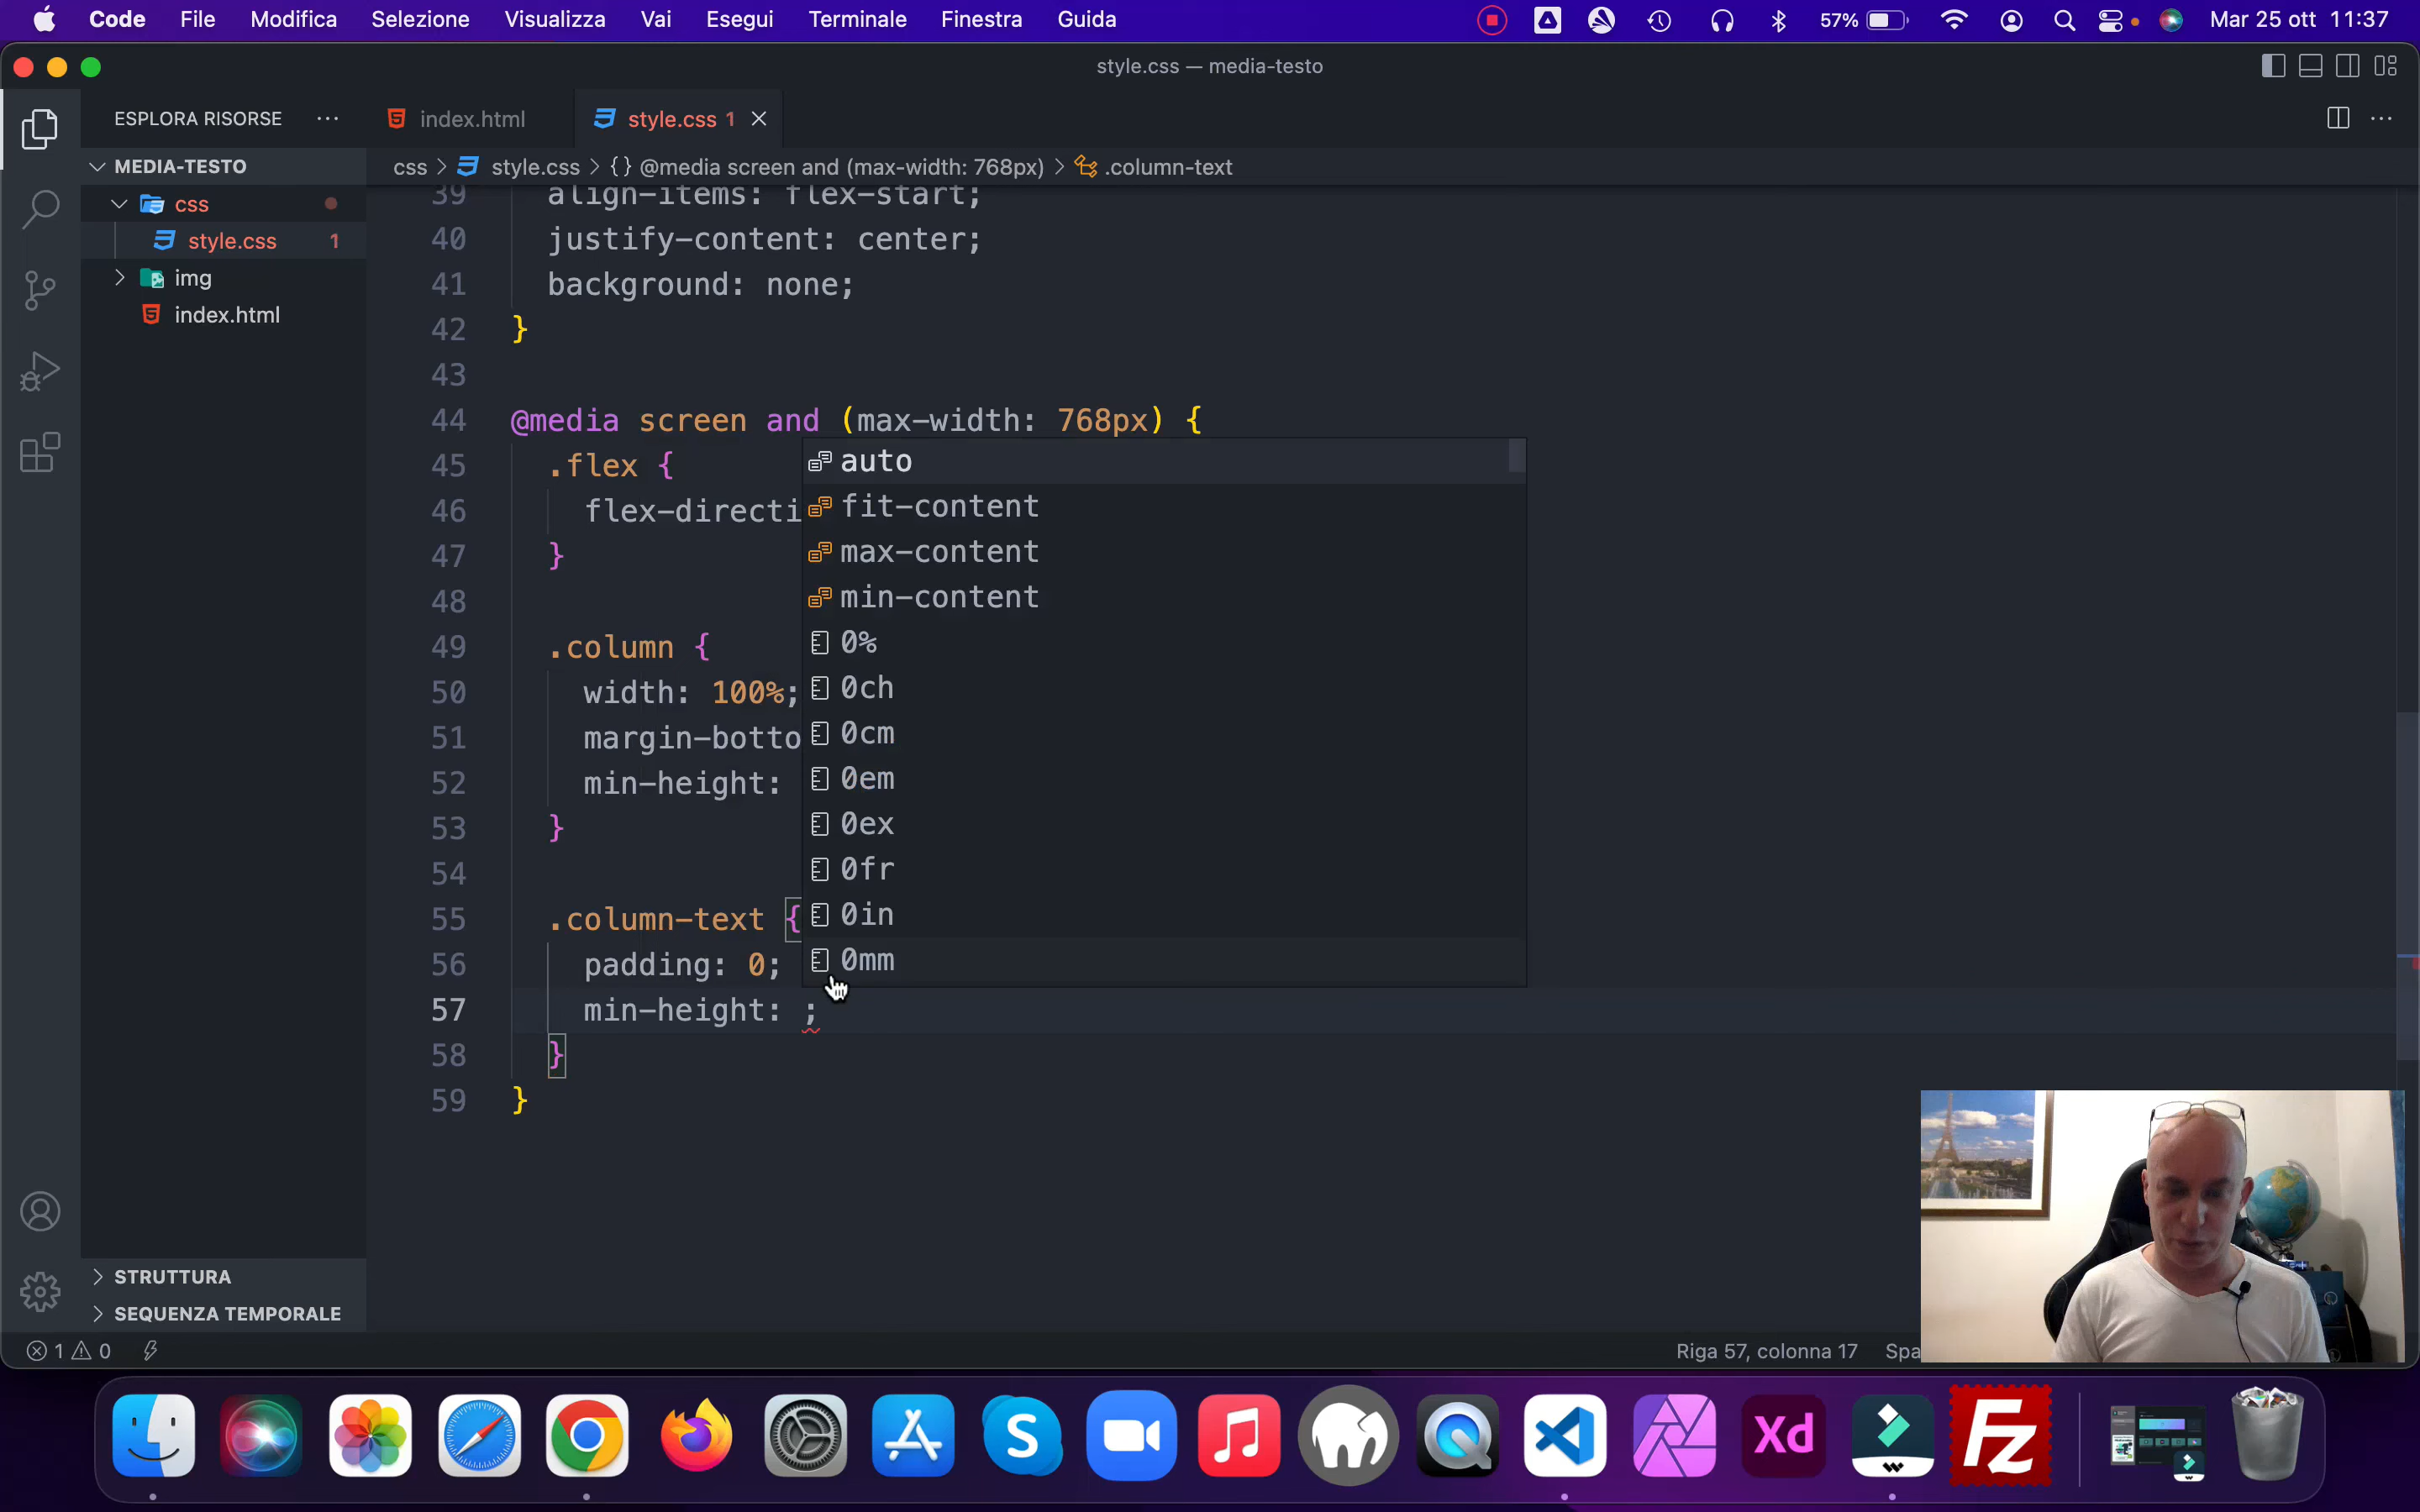 Code File Modifica Selezione Visualizza Vai Esegui Terminale Finestra Guida 57% Mar 25 ott 11:37
style.css — media-testo
ESPLORA RISORSE ··· index.html style.css 1
MEDIA-TESTO
css > style.css > {} @media screen and (max-width: 768px) > .column-text
css
style.css 1
img
index.html
39 align-items: flex-start;
40 justify-content: center;
41 background: none;
42 }
43
44 @media screen and (max-width: 768px) {
45 .flex {
46 flex-directi
47 }
48
49 .column {
50 width: 100%;
51 margin-botto
52 min-height:
53 }
54
55 .column-text {
56 padding: 0;
57 min-height: ;
58 }
59 }
auto
fit-content
max-content
min-content
0%
0ch
0cm
0em
0ex
0fr
0in
0mm
STRUTTURA
SEQUENZA TEMPORALE
1 0 Riga 57, colonna 17 Spa
S Xd Fz